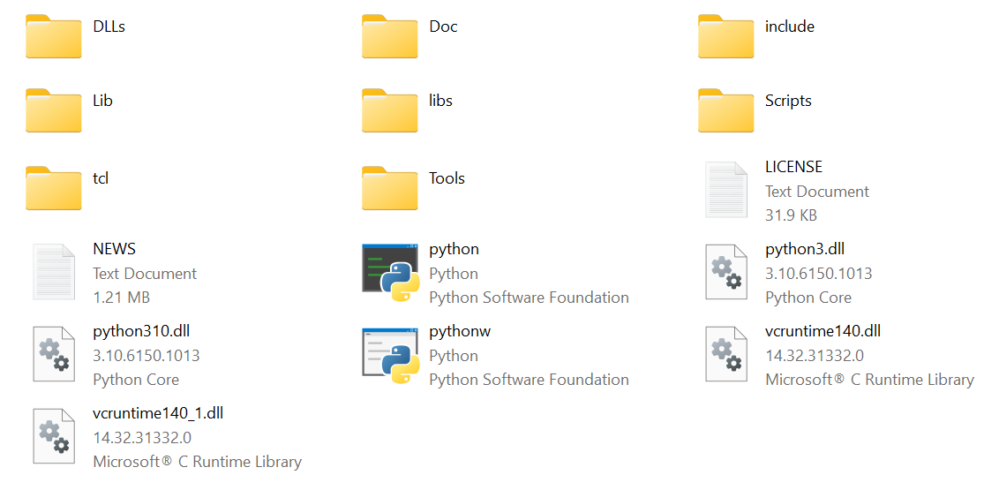 DLLs
Doc
include
Lib
libs
Scripts
tcl
Tools
LICENSE
Text Document
31.9 KB
NEWS
Text Document
1.21 MB
python
Python
Python Software Foundation
python3.dll
3.10.6150.1013
Python Core
python310.dll
3.10.6150.1013
Python Core
pythonw
Python
Python Software Foundation
vcruntime140.dll
14.32.31332.0
Microsoft® C Runtime Library
vcruntime140_1.dll
14.32.31332.0
Microsoft® C Runtime Library